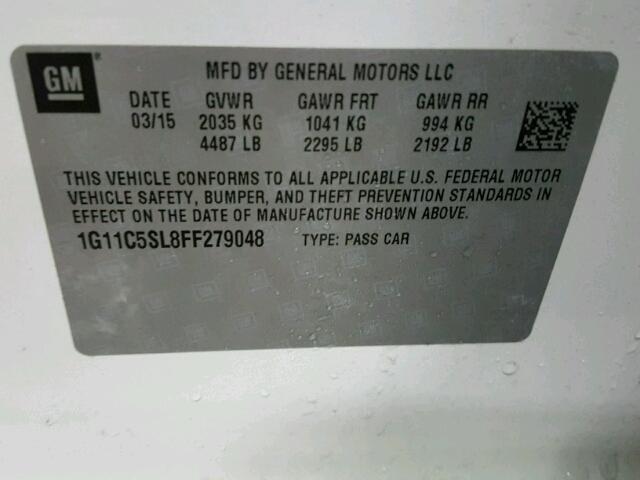 GM
MFD BY GENERAL MOTORS LLC
DATE GVWR GAWR FRT GAWR RR
03/15 2035 KG 1041 KG 994 KG
4487 LB 2295 LB 2192 LB
THIS VEHICLE CONFORMS TO ALL APPLICABLE U.S. FEDERAL MOTOR
VEHICLE SAFETY, BUMPER, AND THEFT PREVENTION STANDARDS IN
EFFECT ON THE DATE OF MANUFACTURE SHOWN ABOVE.
1G11C5SL8FF279048 TYPE: PASS CAR